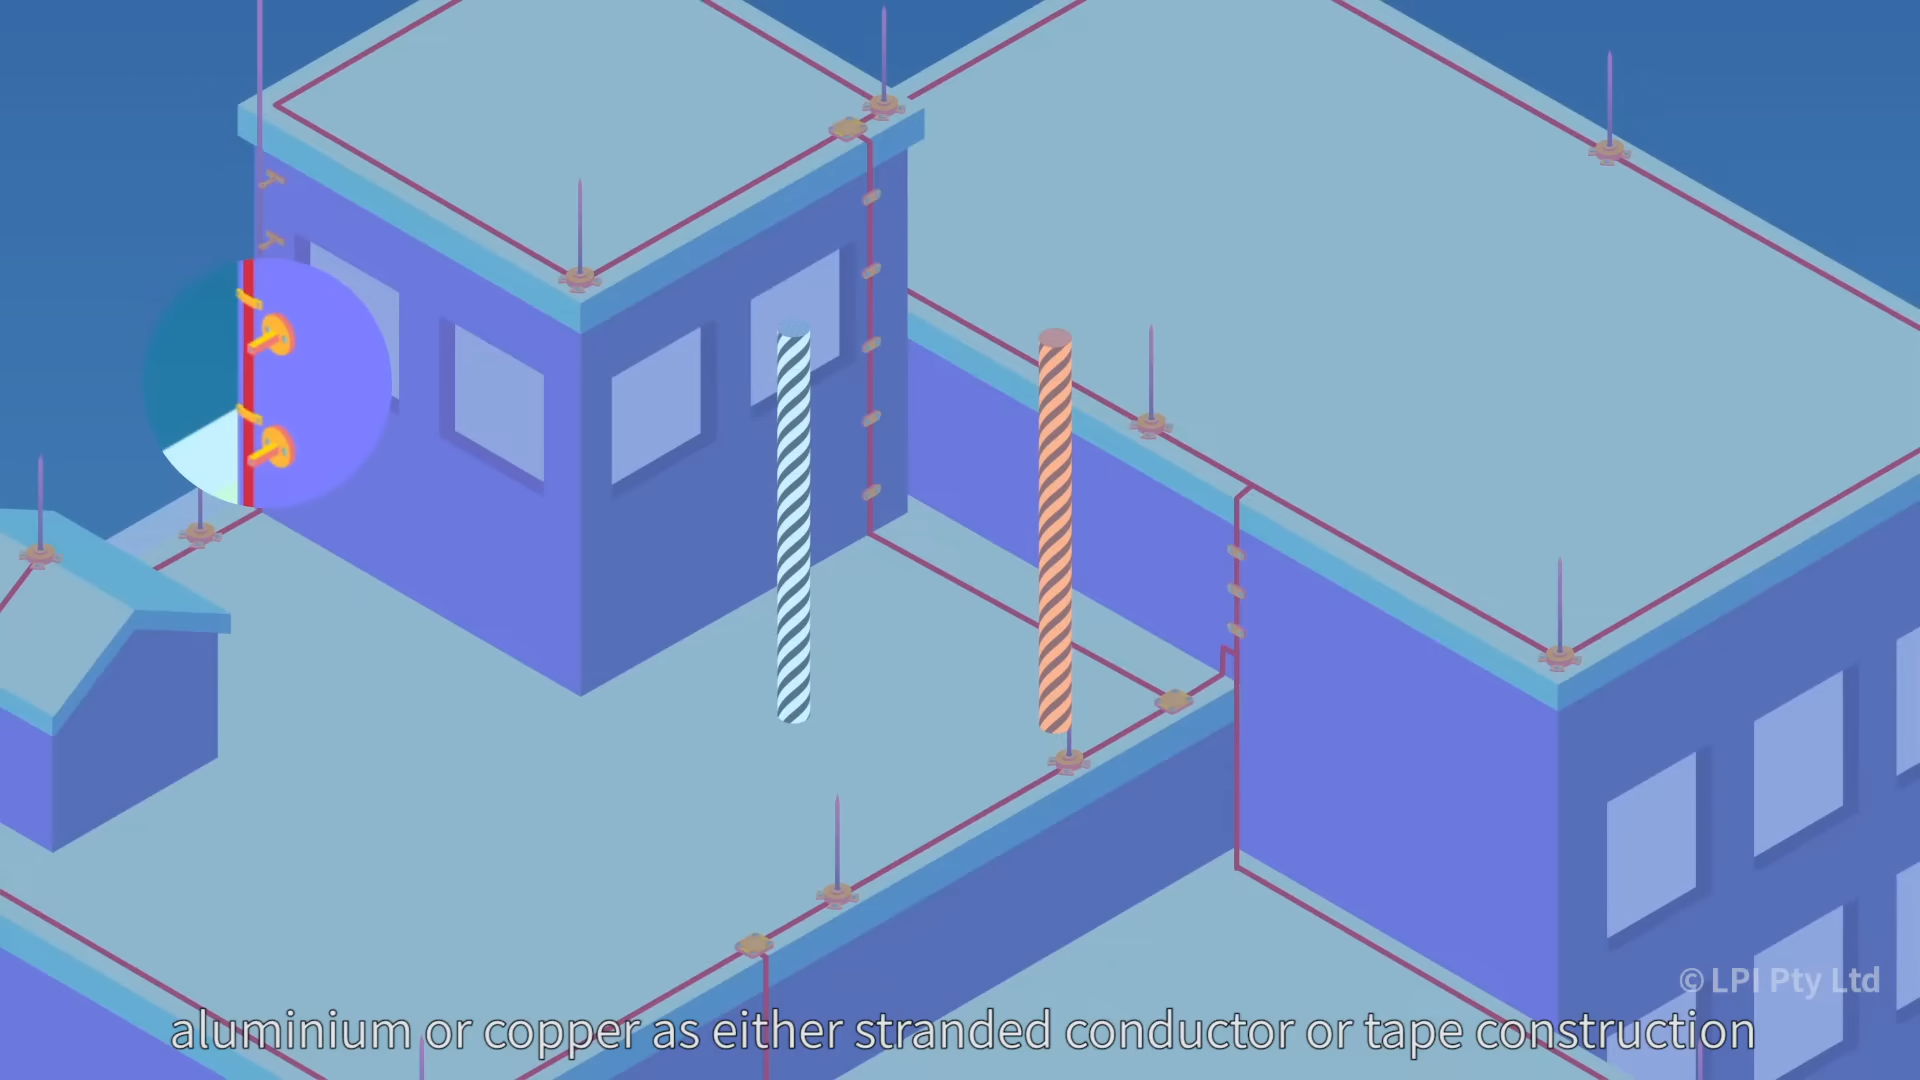 © LPI Pty Ltd
aluminium or copper as either stranded conductor or tape construction